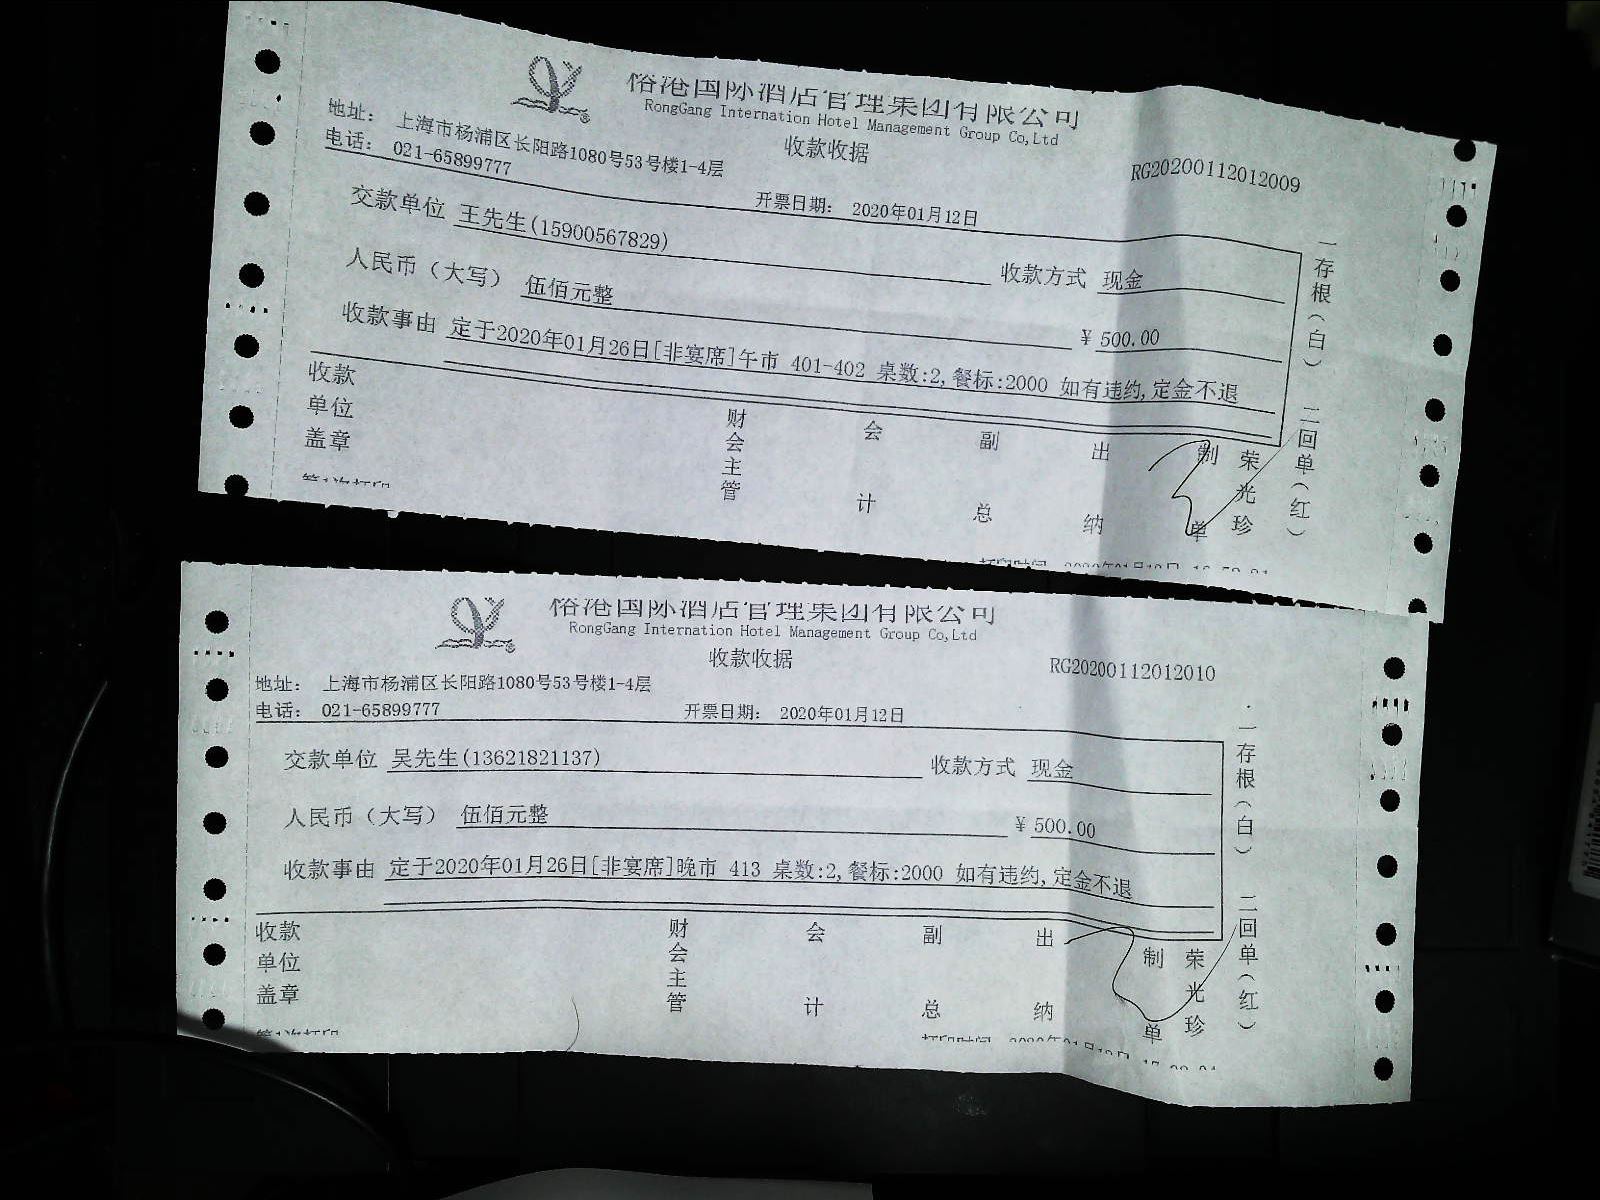 榕港国际酒店管理集团有限公司
RongGang Internation Hotel Management Group Co,Ltd
收款收据
RG20200112012009
地址： 上海市杨浦区长阳路1080号53号楼1-4层
电话： 021-65899777
开票日期： 2020年01月12日
交款单位 王先生(15900567829)
收款方式 现金
人民币（大写） 伍佰元整
￥500.00
收款事由 定于2020年01月26日[非宴席]午市 401-402 桌数:2,餐标:2000 如有违约,定金不退
收款单位盖章
财会主管
会计
副总
出纳
制单
荣光珍
一存根（白） 二回单（红）
第1次打印
榕港国际酒店管理集团有限公司
RongGang Internation Hotel Management Group Co,Ltd
收款收据
RG20200112012010
地址： 上海市杨浦区长阳路1080号53号楼1-4层
电话： 021-65899777
开票日期： 2020年01月12日
交款单位 吴先生(13621821137)
收款方式 现金
人民币（大写） 伍佰元整
￥500.00
收款事由 定于2020年01月26日[非宴席]晚市 413 桌数:2,餐标:2000 如有违约,定金不退
收款单位盖章
财会主管
会计
副总
出纳
制单
荣光珍
一存根（白） 二回单（红）
第1次打印